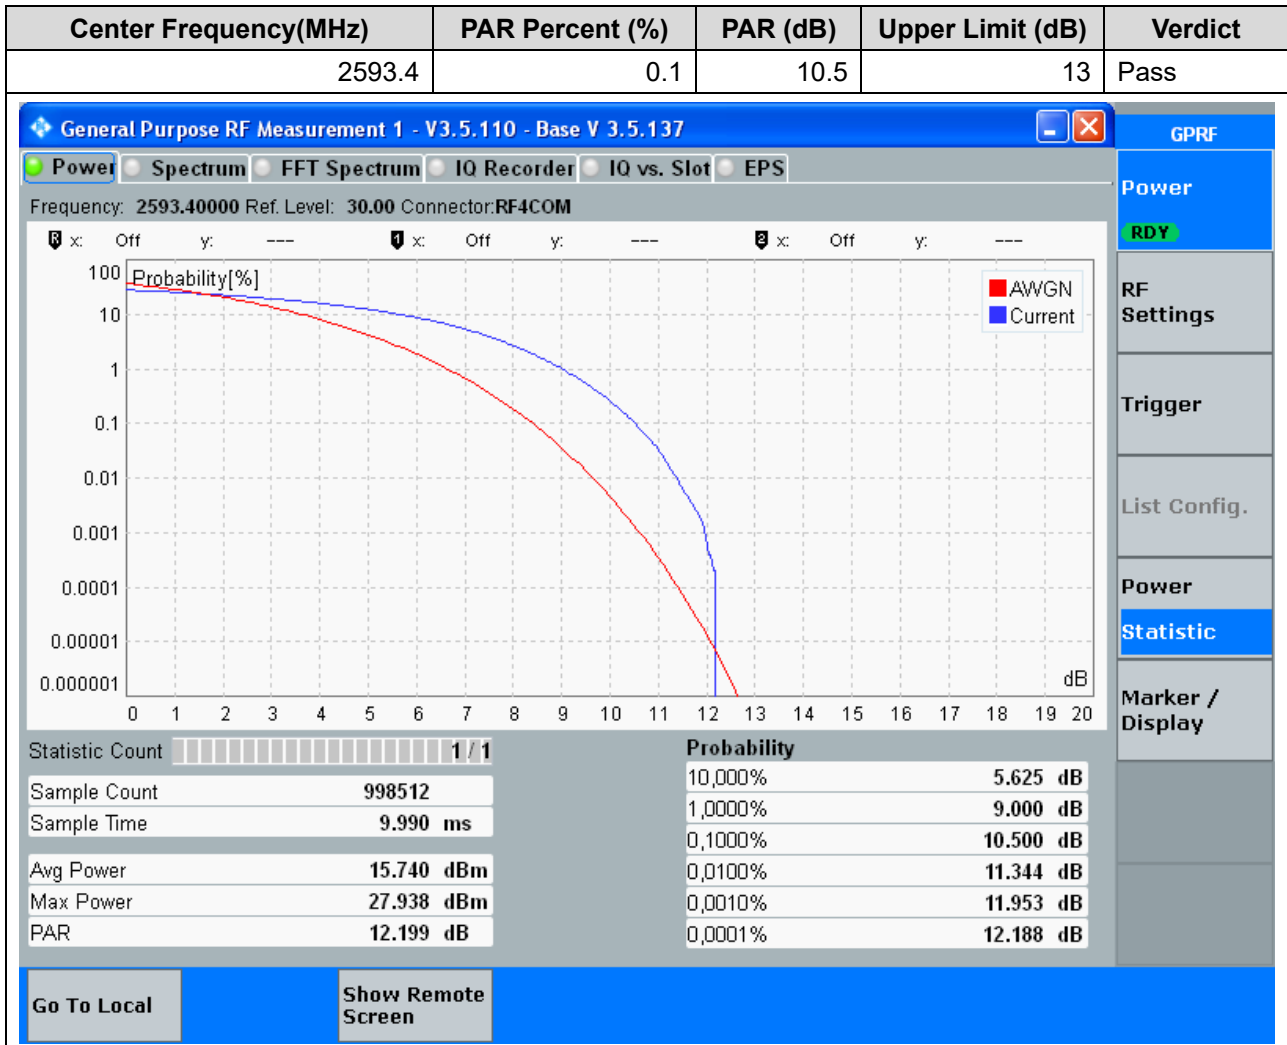 Center Frequency(MHz) PAR Percent (%) PAR (dB) Upper Limit (dB) Verdict
2593.4 0.1 10.5 13 Pass
General Purpose RF Measurement 1 - V3.5.110 - Base V 3.5.137
GPRF
Power Spectrum FFT Spectrum IQ Recorder IQ vs. Slot EPS
Power
RDY
Frequency: 2593.40000 Ref. Level: 30.00 Connector:RF4COM
R x: Off y: --- 1 x: Off y: --- 2 x: Off y: ---
Probability[%]
AWGN
Current
100
10
1
0.1
0.01
0.001
0.0001
0.00001
0.000001
dB
0 1 2 3 4 5 6 7 8 9 10 11 12 13 14 15 16 17 18 19 20
RF
Settings
Trigger
List Config.
Power
Statistic
Marker /
Display
Statistic Count 1 / 1
Sample Count 998512
Sample Time 9.990 ms
Avg Power 15.740 dBm
Max Power 27.938 dBm
PAR 12.199 dB
Probability
10,000% 5.625 dB
1,0000% 9.000 dB
0,1000% 10.500 dB
0,0100% 11.344 dB
0,0010% 11.953 dB
0,0001% 12.188 dB
Go To Local
Show Remote
Screen